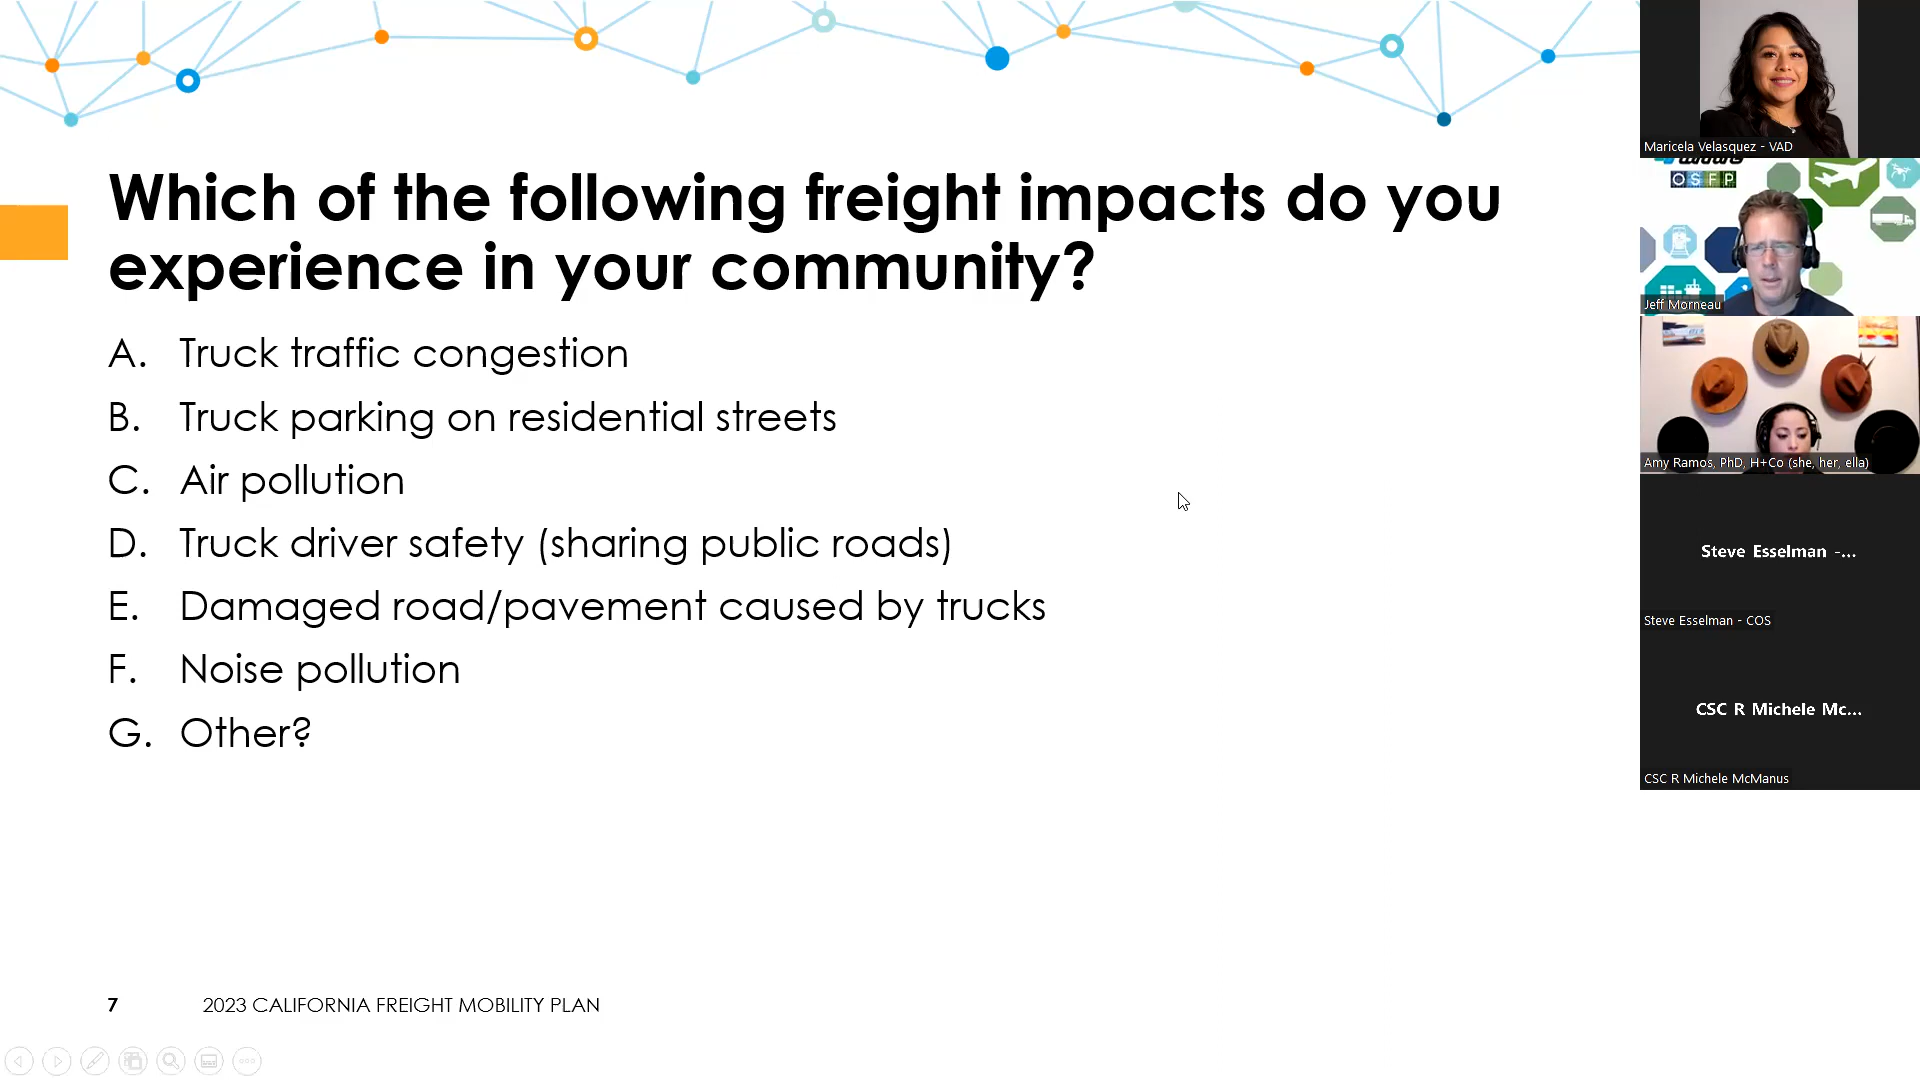 Which of the following freight impacts do you
experience in your community?
A. Truck traffic congestion
B. Truck parking on residential streets
C. Air pollution
D. Truck driver safety (sharing public roads)
E. Damaged road/pavement caused by trucks
F. Noise pollution
G. Other?
7 2023 CALIFORNIA FREIGHT MOBILITY PLAN
Maricela Velasquez - VAD
OSFP
Jeff Morneau
Amy Ramos, PhD, H+Co (she, her, ella)
Steve Esselman -...
Steve Esselman - COS
CSC R Michele Mc...
CSC R Michele McManus